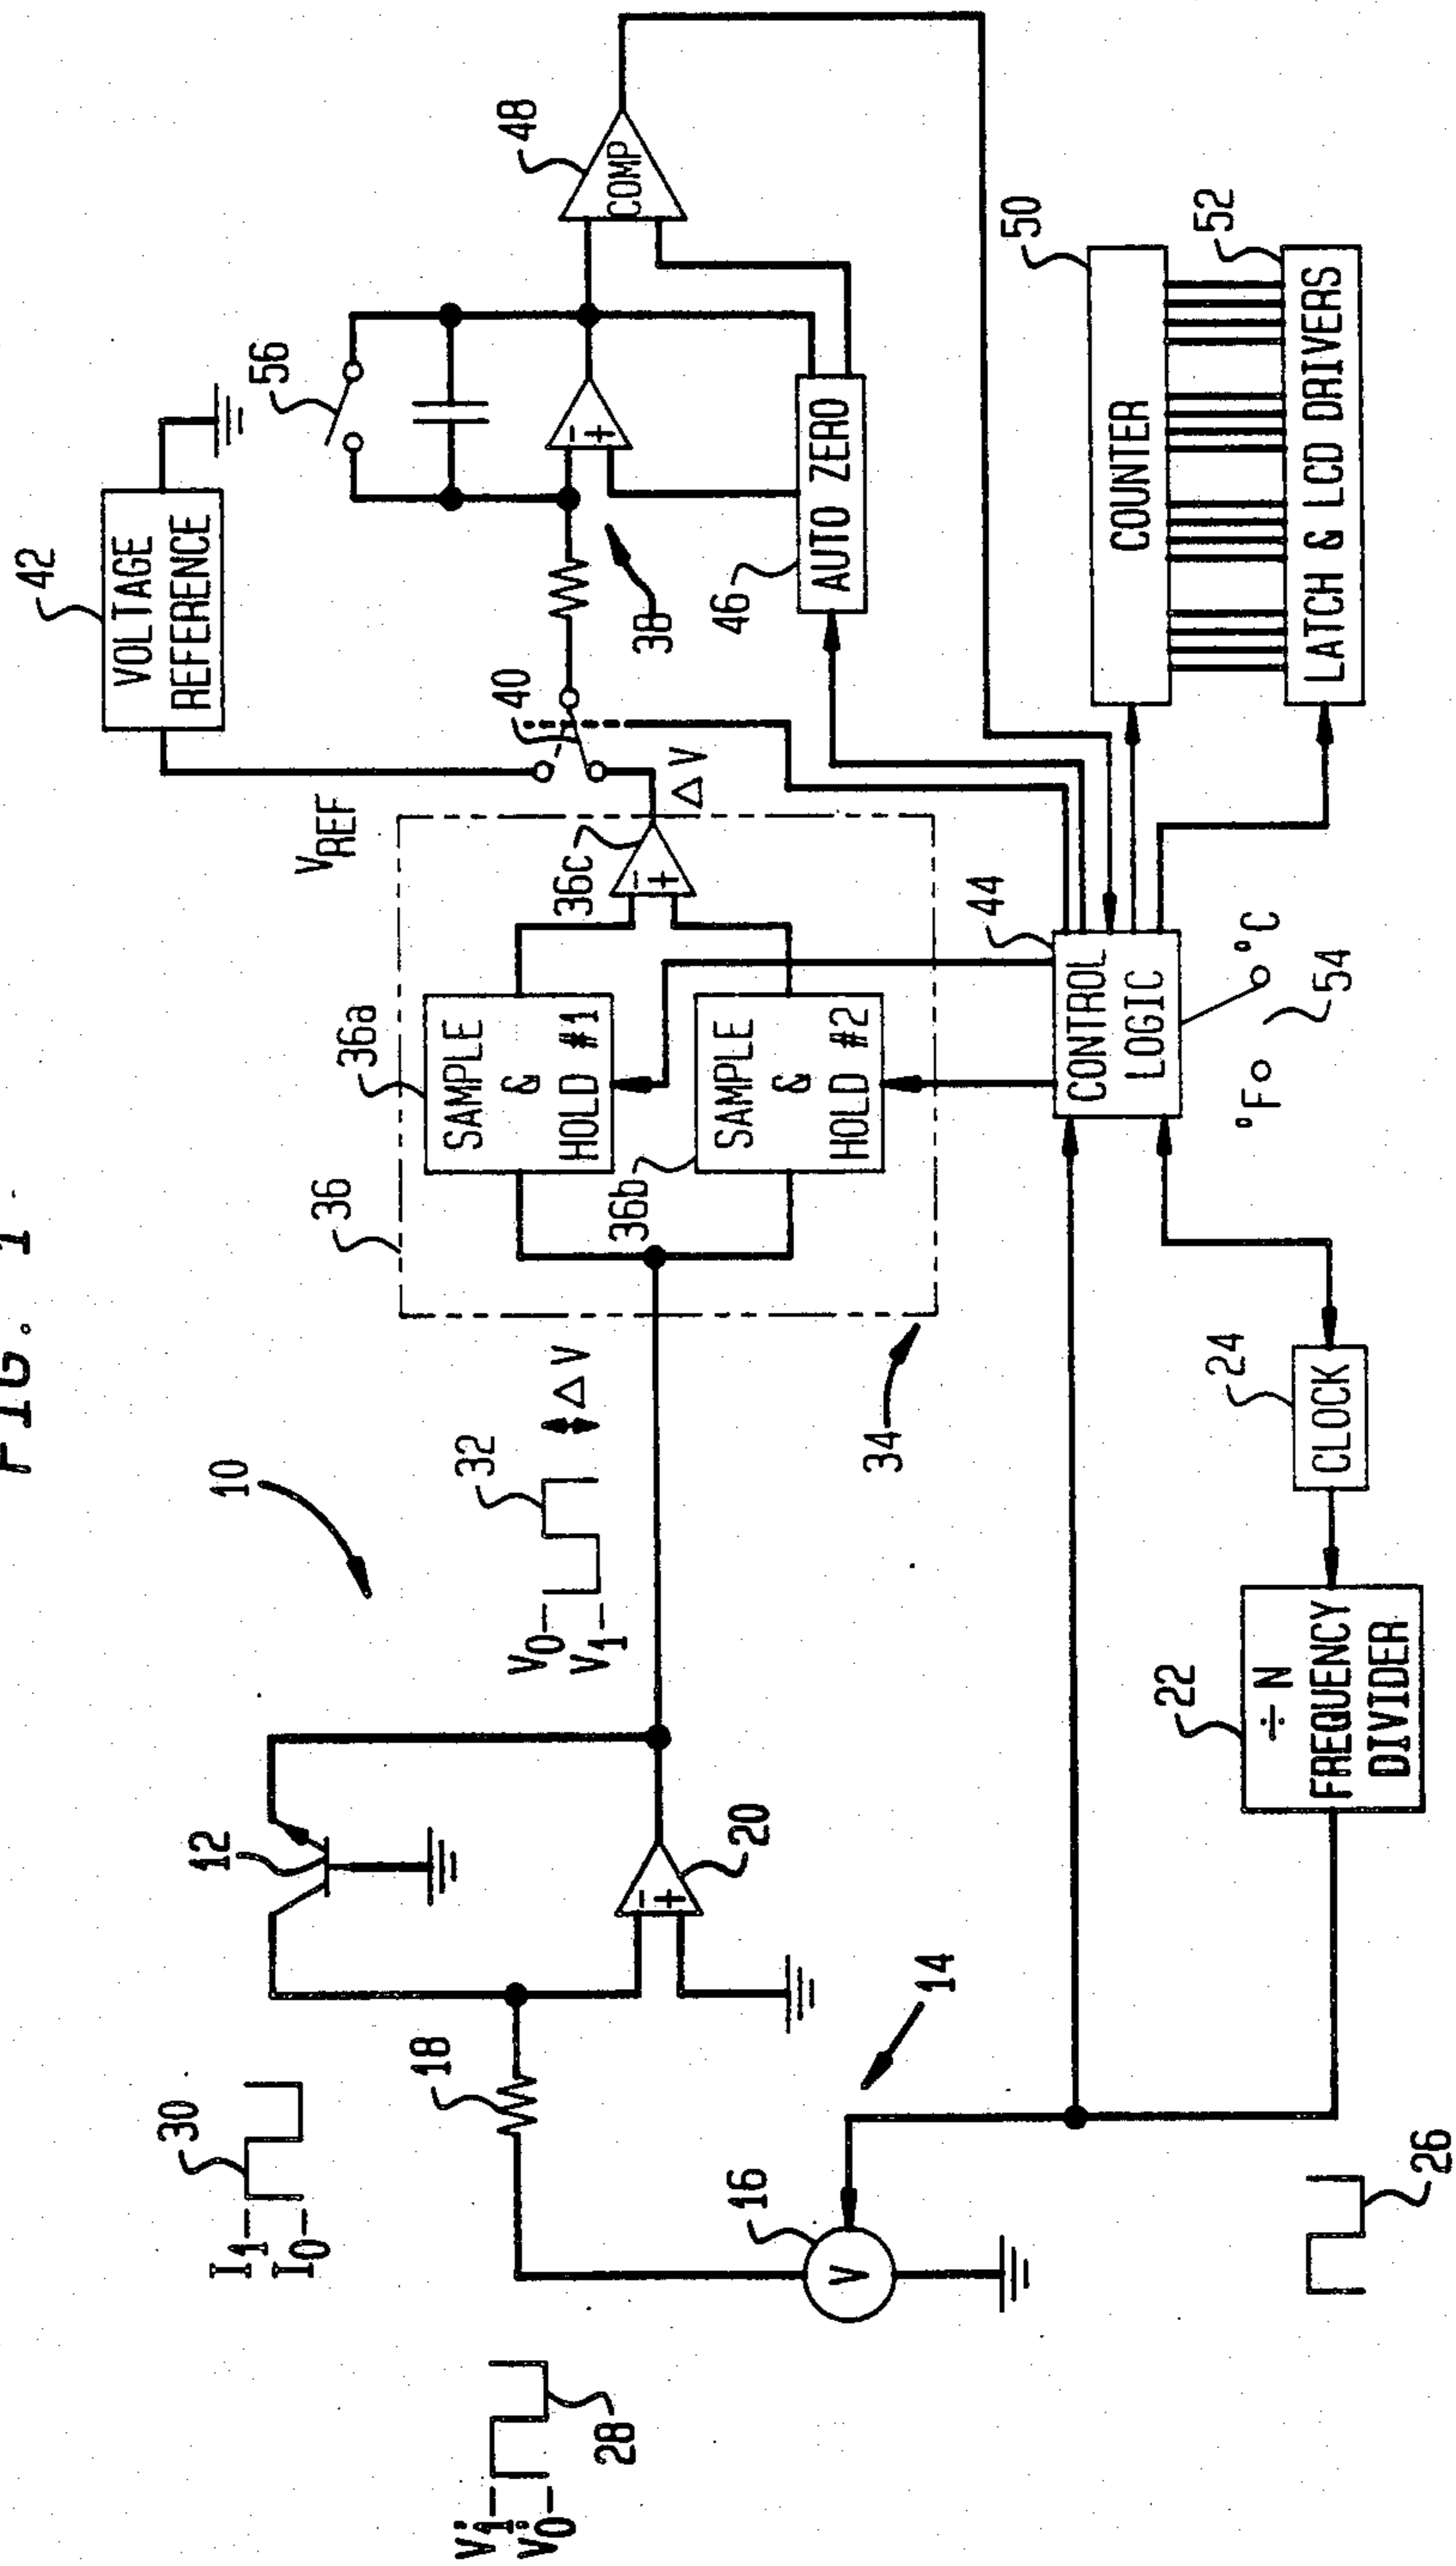 FIG. 1
10
30
I1
I0
12
V'1
V'0
28
18
20
16
V
14
26
V0
V1
32
ΔV
34
22
÷ N
FREQUENCY
DIVIDER
24
CLOCK
36
36a
SAMPLE
&
HOLD #1
36b
SAMPLE
&
HOLD #2
36c
-
+
ΔV
VREF
42
VOLTAGE
REFERENCE
40
38
56
-
+
46
AUTO ZERO
48
COMP
44
CONTROL
LOGIC
°F
°C
54
50
COUNTER
52
LATCH & LCD DRIVERS
-
+